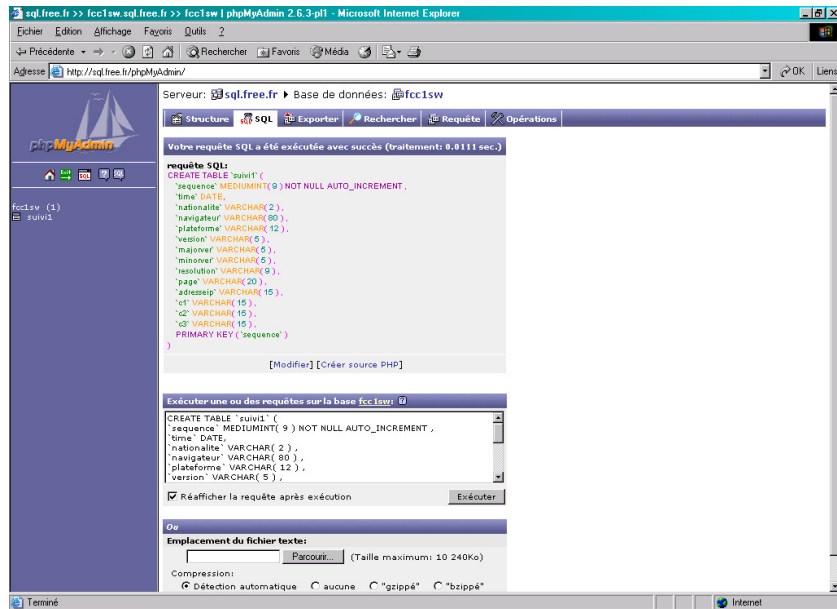 sql.free.fr >> fcc1sw.sql.free.fr >> fcc1sw | phpMyAdmin 2.6.3-pl1 - Microsoft Internet Explorer
Fichier Edition Affichage Favoris Outils ?
Précédente Rechercher Favoris Média
Adresse http://sql.free.fr/phpMyAdmin/ OK Liens
phpMyAdmin
SQL
fcc1sw (1)
suivi1
Serveur: sql.free.fr Base de données: fcc1sw
Structure SQL Exporter Rechercher Requête Opérations
Votre requête SQL a été exécutée avec succès (traitement: 0.0111 sec.)
requête SQL:
CREATE TABLE `suivi1` (
`sequence` MEDIUMINT( 9 ) NOT NULL AUTO_INCREMENT ,
`time` DATE,
`nationalite` VARCHAR( 2 ) ,
`navigateur` VARCHAR( 80 ) ,
`plateforme` VARCHAR( 12 ) ,
`version` VARCHAR( 5 ) ,
`majorver` VARCHAR( 5 ) ,
`minorver` VARCHAR( 5 ) ,
`resolution` VARCHAR( 9 ) ,
`page` VARCHAR( 20 ) ,
`adresseip` VARCHAR( 15 ) ,
`c1` VARCHAR( 15 ) ,
`c2` VARCHAR( 15 ) ,
`c3` VARCHAR( 15 ) ,
PRIMARY KEY ( `sequence` )
)
[Modifier] [Créer source PHP]
Exécuter une ou des requêtes sur la base fcc1sw: ?
CREATE TABLE `suivi1` (
`sequence` MEDIUMINT( 9 ) NOT NULL AUTO_INCREMENT ,
`time` DATE,
`nationalite` VARCHAR( 2 ) ,
`navigateur` VARCHAR( 80 ) ,
`plateforme` VARCHAR( 12 ) ,
`version` VARCHAR( 5 ) ,
Réafficher la requête après exécution Exécuter
Ou
Emplacement du fichier texte:
Parcourir... (Taille maximum: 10 240Ko)
Compression:
Détection automatique aucune "gzippé" "bzippé"
Terminé Internet